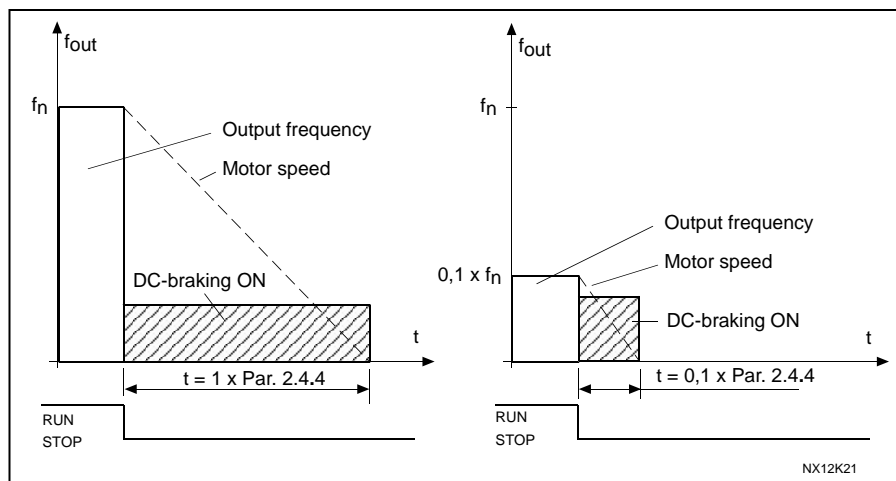 fout
fn
Output frequency
Motor speed
DC-braking ON
t
t = 1 x Par. 2.4.4
RUN
STOP
fout
fn
Output frequency
0,1 x fn
Motor speed
DC-braking ON
t
t = 0,1 x Par. 2.4.4
RUN
STOP
NX12K21